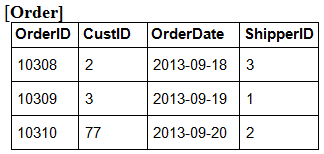 [Order]
OrderID CustID OrderDate ShipperID
10308 2 2013-09-18 3
10309 3 2013-09-19 1
10310 77 2013-09-20 2